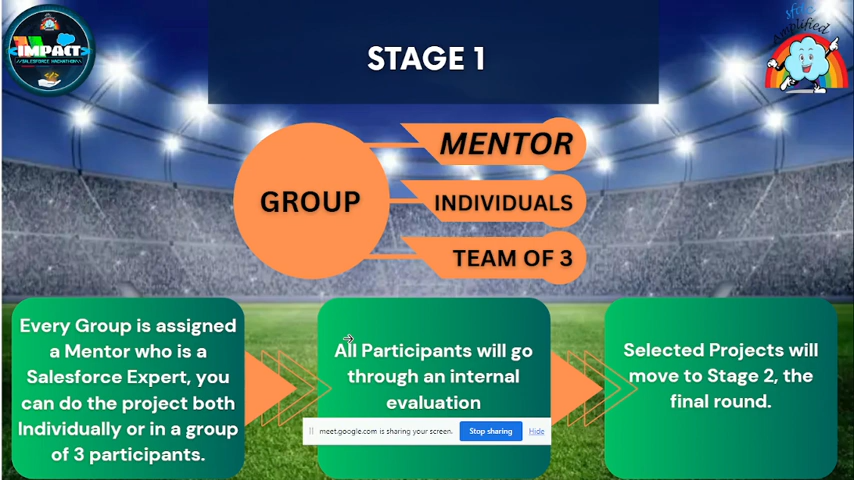 STAGE 1
IMPACT
SALESFORCE HACKATHON
sfdc
Amplified
GROUP
MENTOR
INDIVIDUALS
TEAM OF 3
Every Group is assigned
a Mentor who is a
Salesforce Expert, you
can do the project both
Individually or in a group
of 3 participants.
All Participants will go
through an internal
evaluation
Selected Projects will
move to Stage 2, the
final round.
meet.google.com is sharing your screen.
Stop sharing
Hide